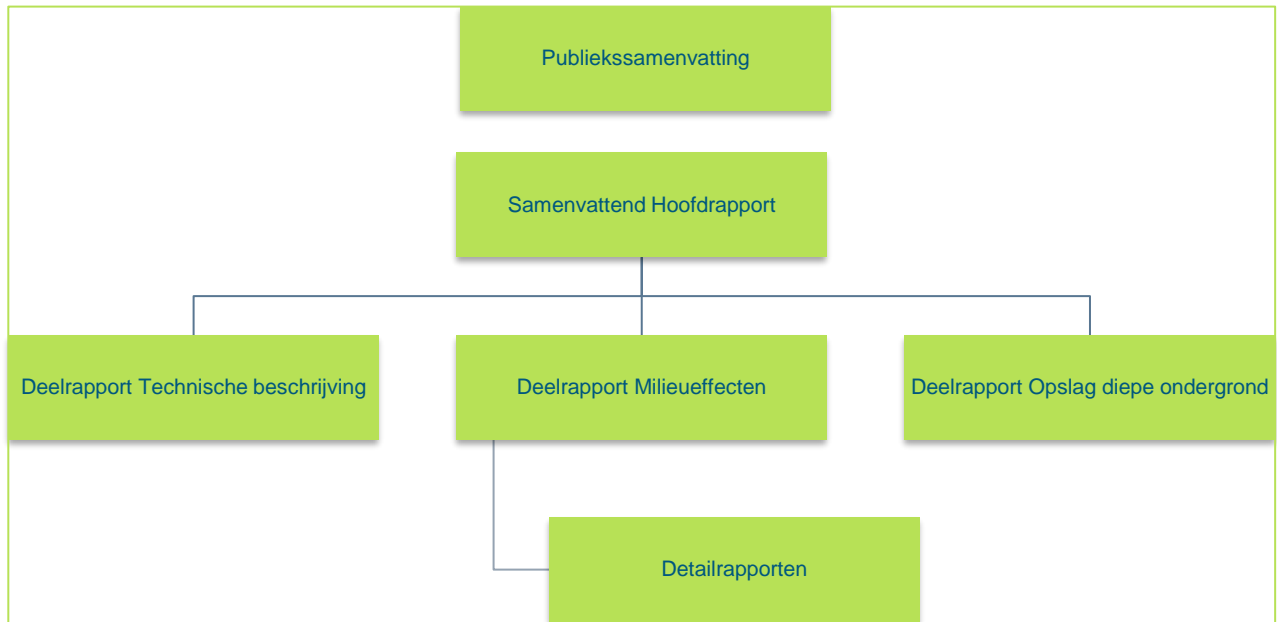 Publiekssamenvatting
Samenvattend Hoofdrapport
Deelrapport Technische beschrijving
Deelrapport Milieueffecten
Deelrapport Opslag diepe ondergrond
Detailrapporten